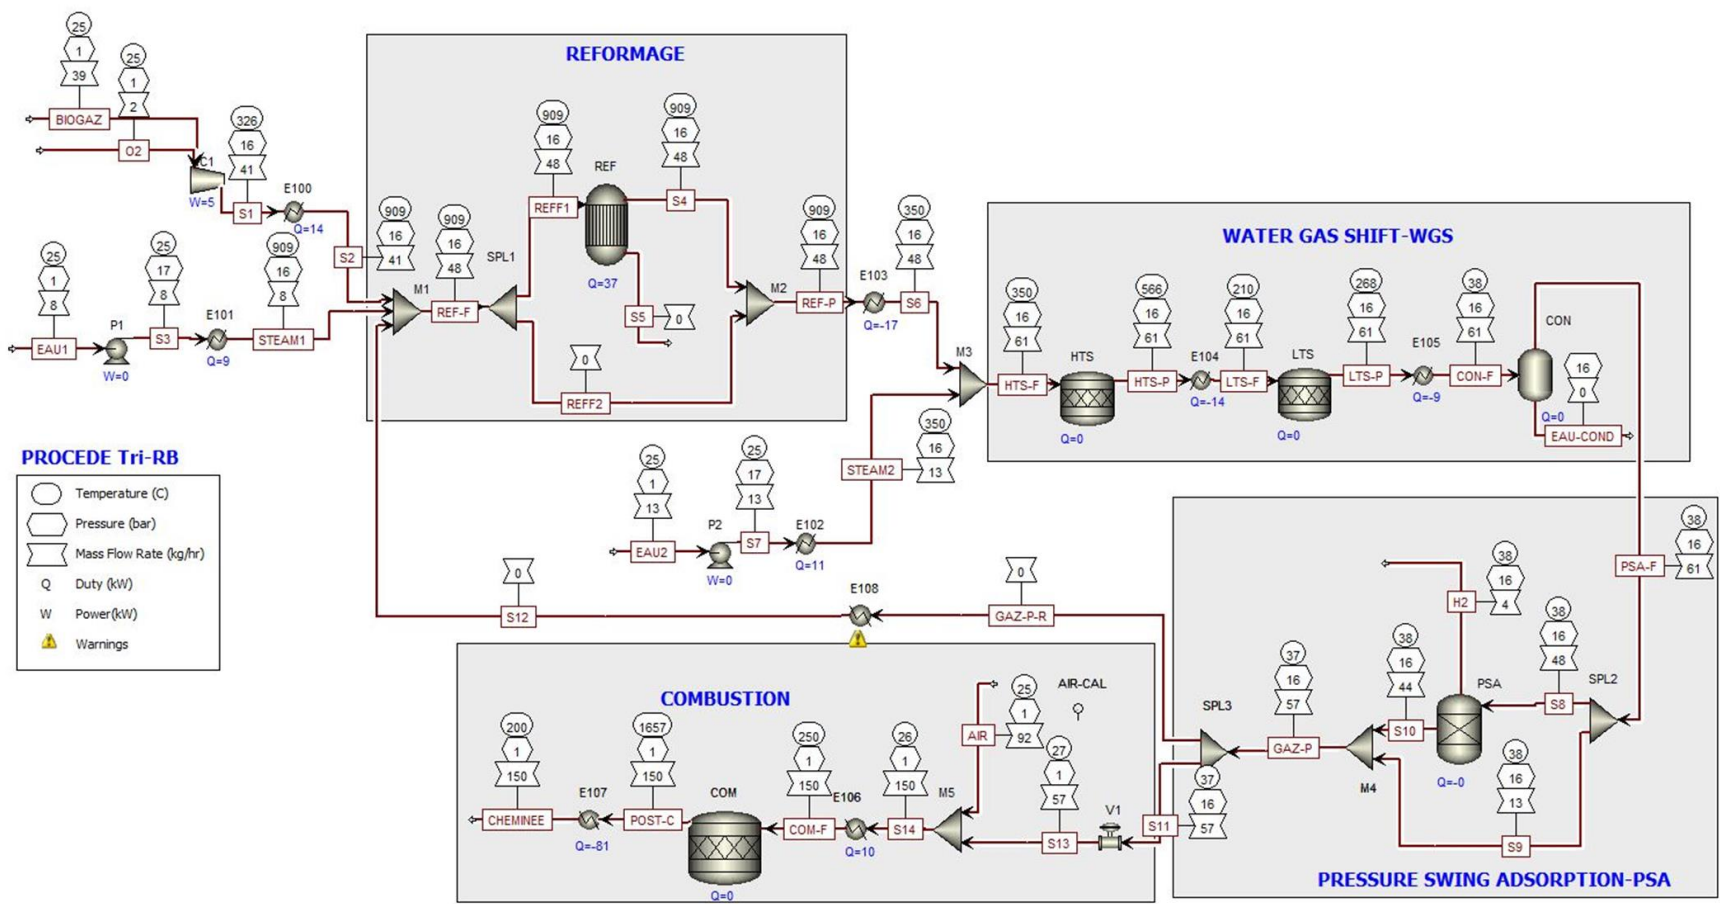 REFORMAGE
25
1
39
BIOGAZ
25
1
2
O2
C1
W=5
326
16
41
S1
E100
Q=14
909
16
41
S2
25
1
8
EAU1
P1
W=0
25
17
8
S3
E101
Q=9
909
16
8
STEAM1
M1
909
16
48
REF-F
SPL1
909
16
48
REFF1
REF
Q=37
909
16
48
S4
S5
0
0
REFF2
M2
909
16
48
REF-P
E103
Q=-17
350
16
48
S6
WATER GAS SHIFT-WGS
M3
350
16
61
HTS-F
HTS
Q=0
566
16
61
HTS-P
E104
Q=-14
210
16
61
LTS-F
LTS
Q=0
268
16
61
LTS-P
E105
Q=-9
38
16
61
CON-F
CON
Q=0
16
0
EAU-COND
PROCEDE Tri-RB
Temperature (C)
Pressure (bar)
Mass Flow Rate (kg/hr)
Q Duty (kW)
W Power(kW)
Warnings
25
1
13
EAU2
P2
W=0
25
17
13
S7
E102
Q=11
STEAM2
350
16
13
0
S12
E108
0
GAZ-P-R
PSA-F
38
16
61
H2
38
16
4
38
16
48
S8
SPL2
PSA
Q=-0
38
16
44
S10
38
16
13
S9
M4
37
16
57
GAZ-P
SPL3
37
16
57
S11
V1
PRESSURE SWING ADSORPTION-PSA
COMBUSTION
200
1
150
CHEMINEE
E107
Q=-81
1657
1
150
POST-C
COM
Q=0
250
1
150
COM-F
E106
Q=10
26
1
150
S14
M5
AIR
25
1
92
AIR-CAL
27
1
57
S13